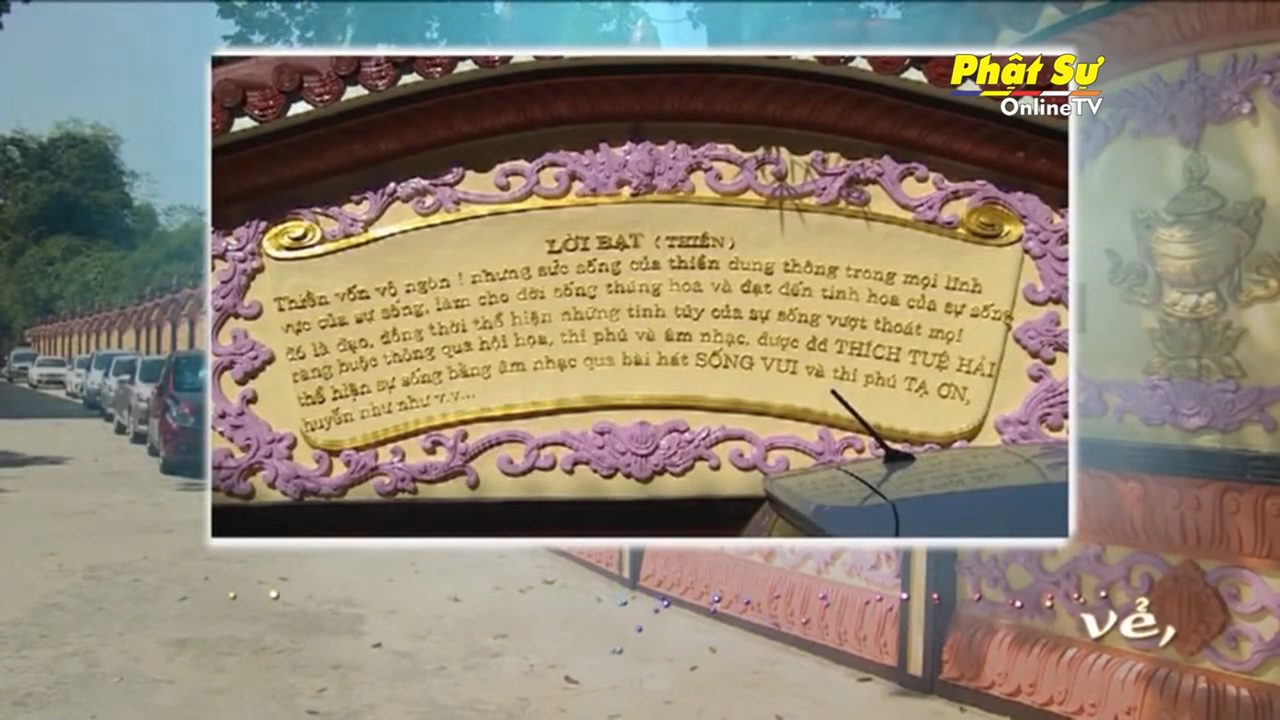 Phật Sự
OnlineTV
LỜI BẠT (THIỀN)
Thiền vốn vô ngôn ! nhưng sức sống của thiền dung thông trong mọi lĩnh
vực của sự sống, làm cho đời sống thăng hoa và đạt đến tinh hoa của sự sống
đó là đạo, đồng thời thể hiện những tinh túy của sự sống vượt thoát mọi
ràng buộc thông qua hội họa, thi phú và âm nhạc, được đđ THÍCH TUỆ HẢI
thể hiện sự sống bằng âm nhạc qua bài hát SỐNG VUI và thi phú TẠ ƠN,
huyễn như như v.v...
vẻ,